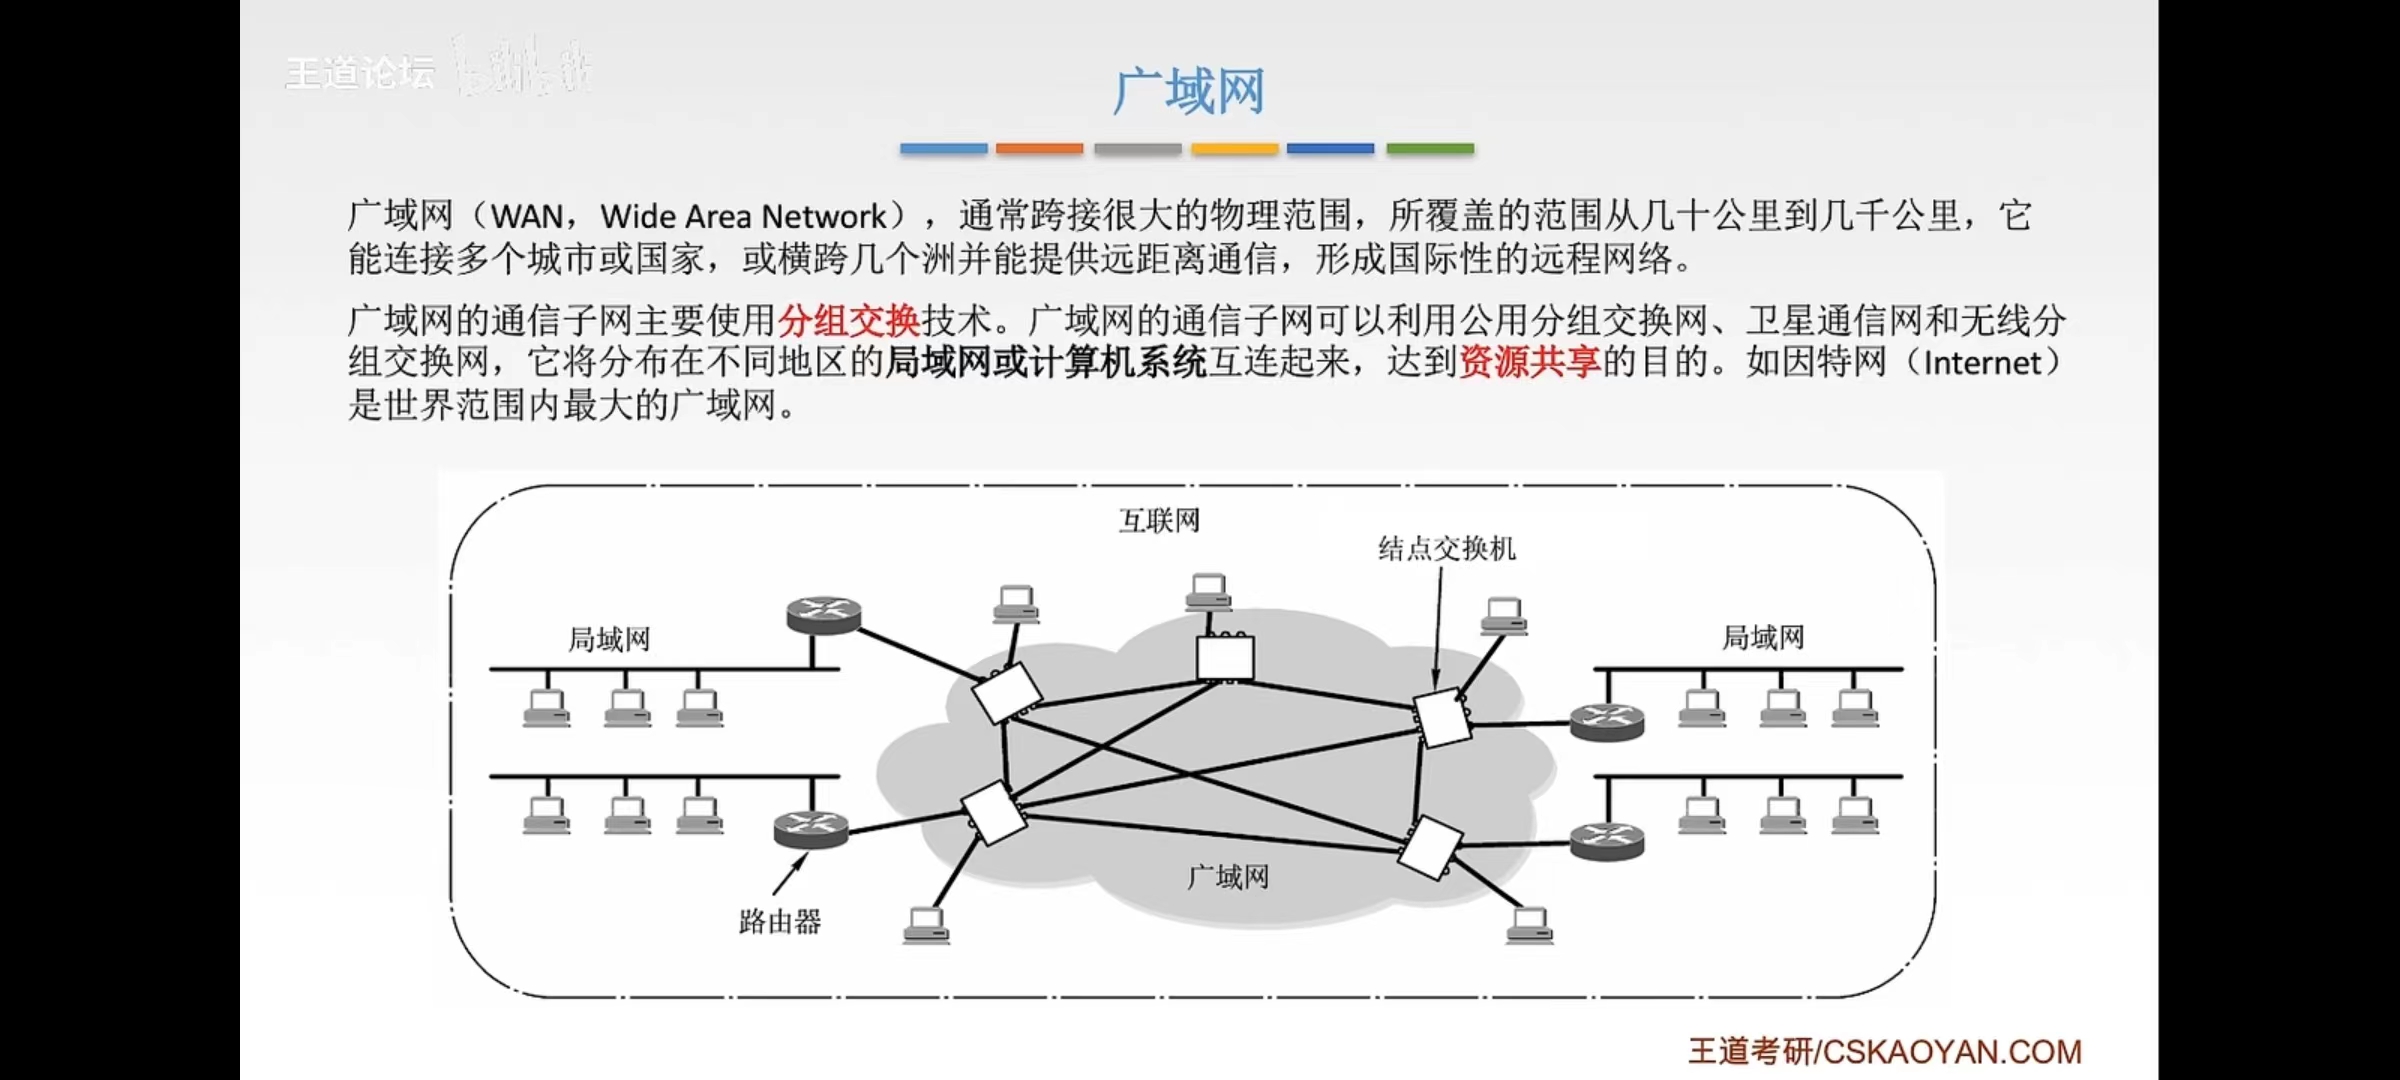 王道论坛 bilibili
广域网
广域网（WAN，Wide Area Network），通常跨接很大的物理范围，所覆盖的范围从几十公里到几千公里，它
能连接多个城市或国家，或横跨几个洲并能提供远距离通信，形成国际性的远程网络。
广域网的通信子网主要使用分组交换技术。广域网的通信子网可以利用公用分组交换网、卫星通信网和无线分
组交换网，它将分布在不同地区的局域网或计算机系统互连起来，达到资源共享的目的。如因特网（Internet）
是世界范围内最大的广域网。
互联网
结点交换机
局域网
局域网
广域网
路由器
王道考研/CSKAOYAN.COM